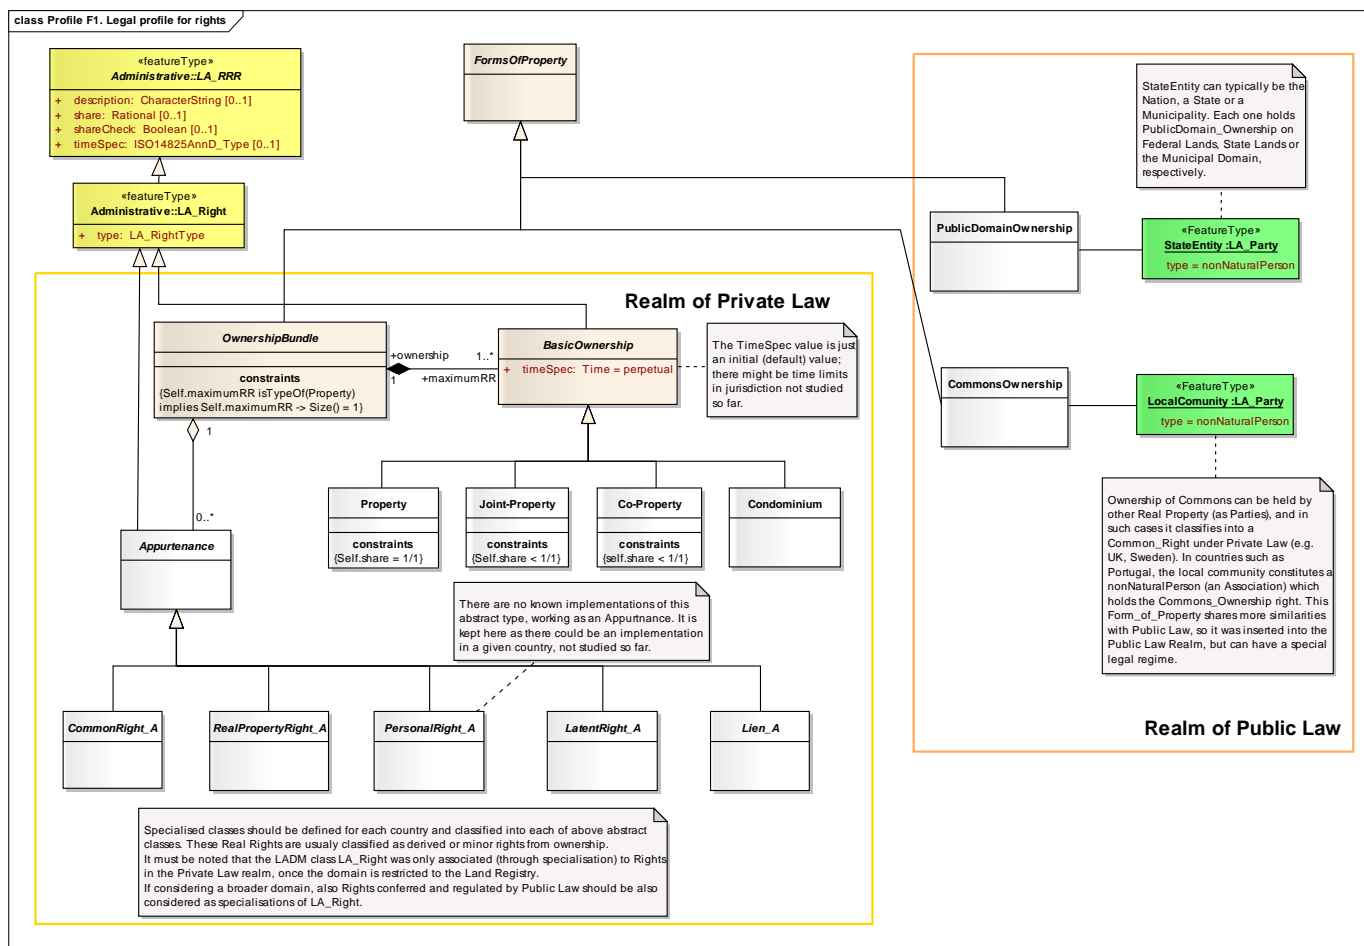 class Profile F1. Legal profile for rights
«featureType»
Administrative::LA_RRR
+ description: CharacterString [0..1]
+ share: Rational [0..1]
+ shareCheck: Boolean [0..1]
+ timeSpec: ISO14825AnnD_Type [0..1]
«featureType»
Administrative::LA_Right
+ type: LA_RightType
FormsOfProperty
StateEntity can typically be the
Nation, a State or a
Municipality. Each one holds
PublicDomain_Ownership on
Federal Lands, State Lands or
the Municipal Domain,
respectively.
PublicDomainOwnership
«FeatureType»
StateEntity :LA_Party
type = nonNaturalPerson
Realm of Private Law
OwnershipBundle
constraints
{Self.maximumRR isTypeOf(Property)
implies Self.maximumRR -> Size() = 1}
+ownership
1
1..*
+maximumRR
BasicOwnership
+ timeSpec: Time = perpetual
The TimeSpec value is just
an initial (default) value;
there might be time limits
in jurisdiction not studied
so far.
CommonsOwnership
«FeatureType»
LocalComunity :LA_Party
type = nonNaturalPerson
1
0..*
Property
constraints
{Self.share = 1/1}
Joint-Property
constraints
{Self.share < 1/1}
Co-Property
constraints
{self.share < 1/1}
Condominium
Appurtenance
Ownership of Commons can be held by
other Real Property (as Parties), and in
such cases it classifies into a
Common_Right under Private Law (e.g.
UK, Sweden). In countries such as
Portugal, the local community constitutes a
nonNaturalPerson (an Association) which
holds the Commons_Ownership right. This
Form_of_Property shares more similarities
with Public Law, so it was inserted into the
Public Law Realm, but can have a special
legal regime.
There are no known implementations of this
abstract type, working as an Appurtnance. It is
kept here as there could be an implementation
in a given country, not studied so far.
CommonRight_A
RealPropertyRight_A
PersonalRight_A
LatentRight_A
Lien_A
Realm of Public Law
Specialised classes should be defined for each country and classified into each of above abstract
classes. These Real Rights are usualy classified as derived or minor rights from ownership.
It must be noted that the LADM class LA_Right was only associated (through specialisation) to Rights
in the Private Law realm, once the domain is restricted to the Land Registry.
If considering a broader domain, also Rights conferred and regulated by Public Law should be also
considered as specialisations of LA_Right.